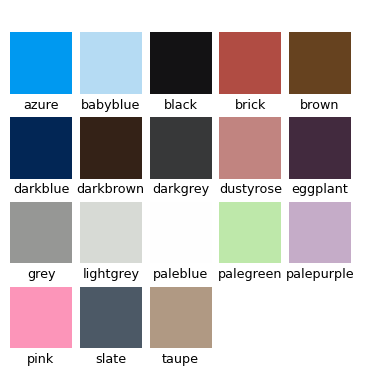 azure babyblue black brick brown
darkblue darkbrown darkgrey dustyrose eggplant
grey lightgrey paleblue palegreen palepurple
pink slate taupe